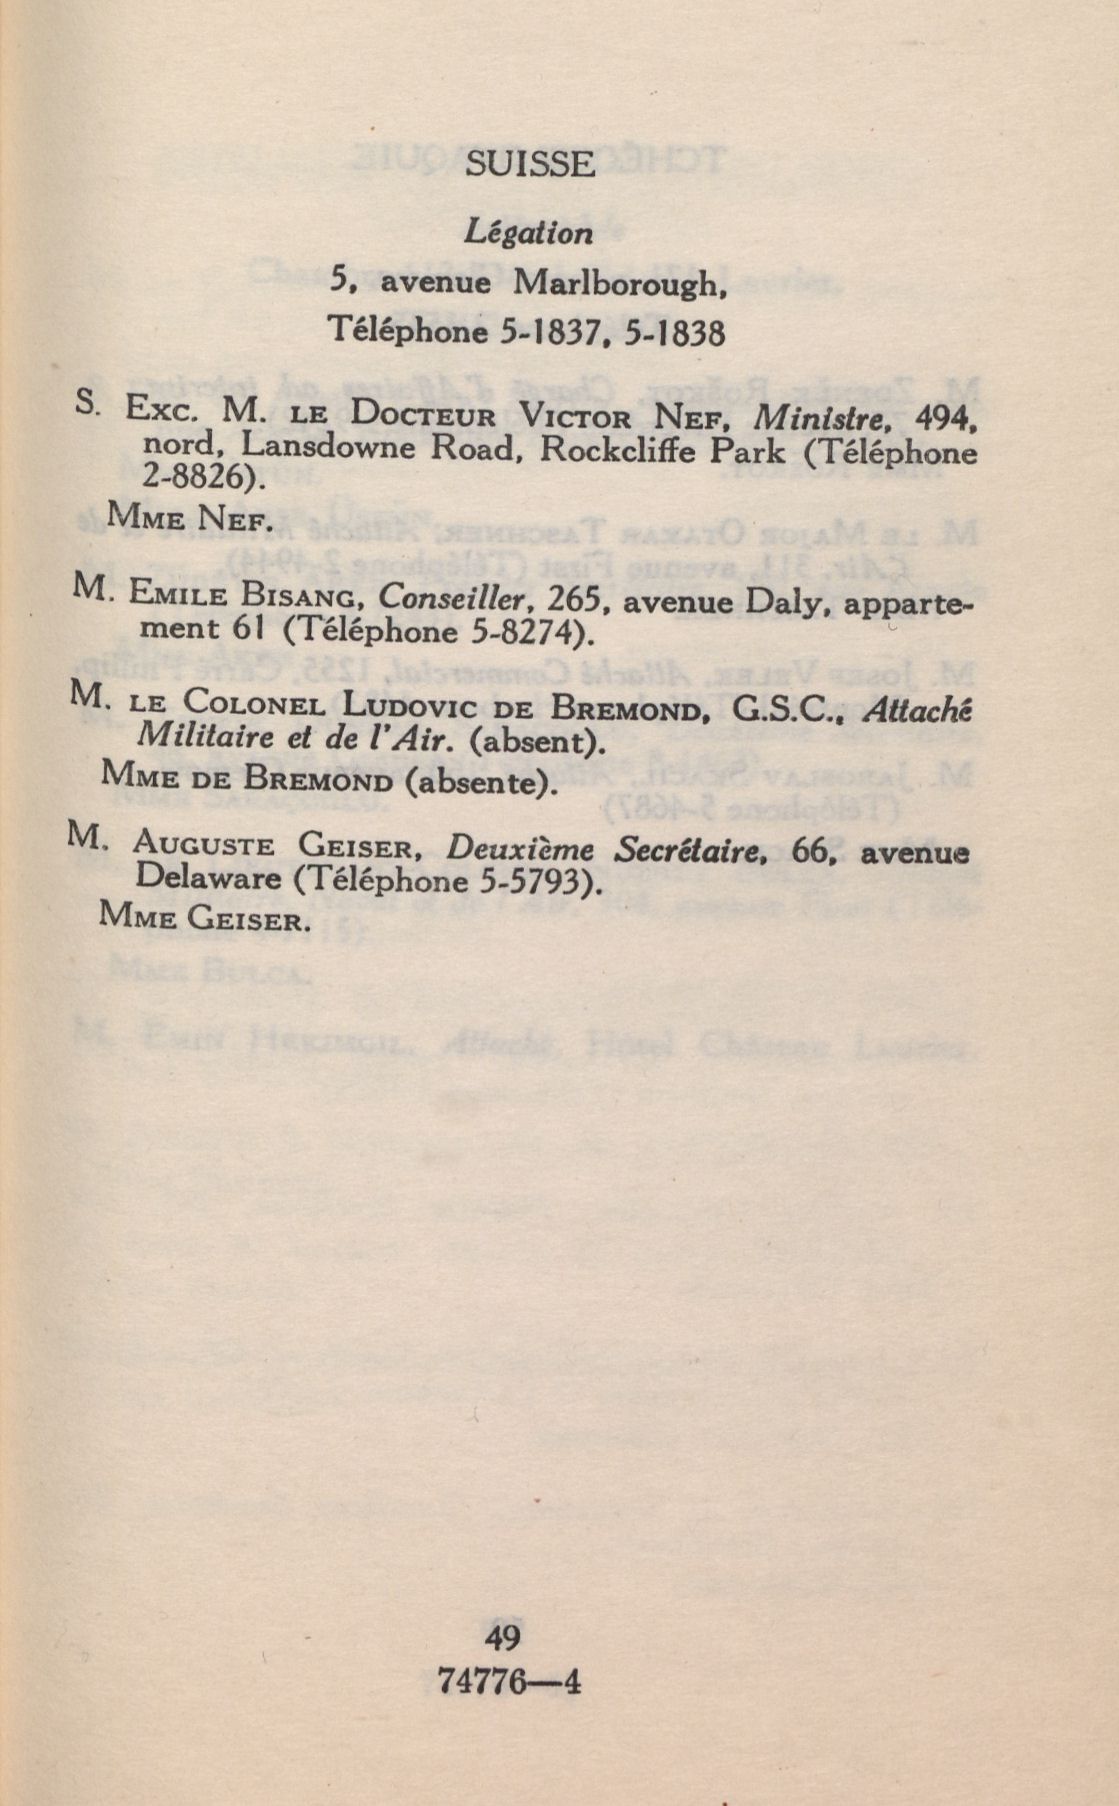 SUISSE
Légation
5, avenue Marlborough,
Téléphone 5-1837, 5-1838
S. Exc. M. le Docteur Victor Nef, Ministre, 494,
nord, Lansdowne Road, Rockcliffe Park (Téléphone
2-8826).
Mme Nef.
M. Emile Bisang, Conseiller, 265, avenue Daly, apparte-
ment 61 (Téléphone 5-8274).
M. le Colonel Ludovic de Bremond, G.S.C., Attaché
Militaire et de l'Air. (absent).
Mme de Bremond (absente).
M. Auguste Geiser, Deuxième Secrétaire, 66, avenue
Delaware (Téléphone 5-5793).
Mme Geiser.
49
74776—4